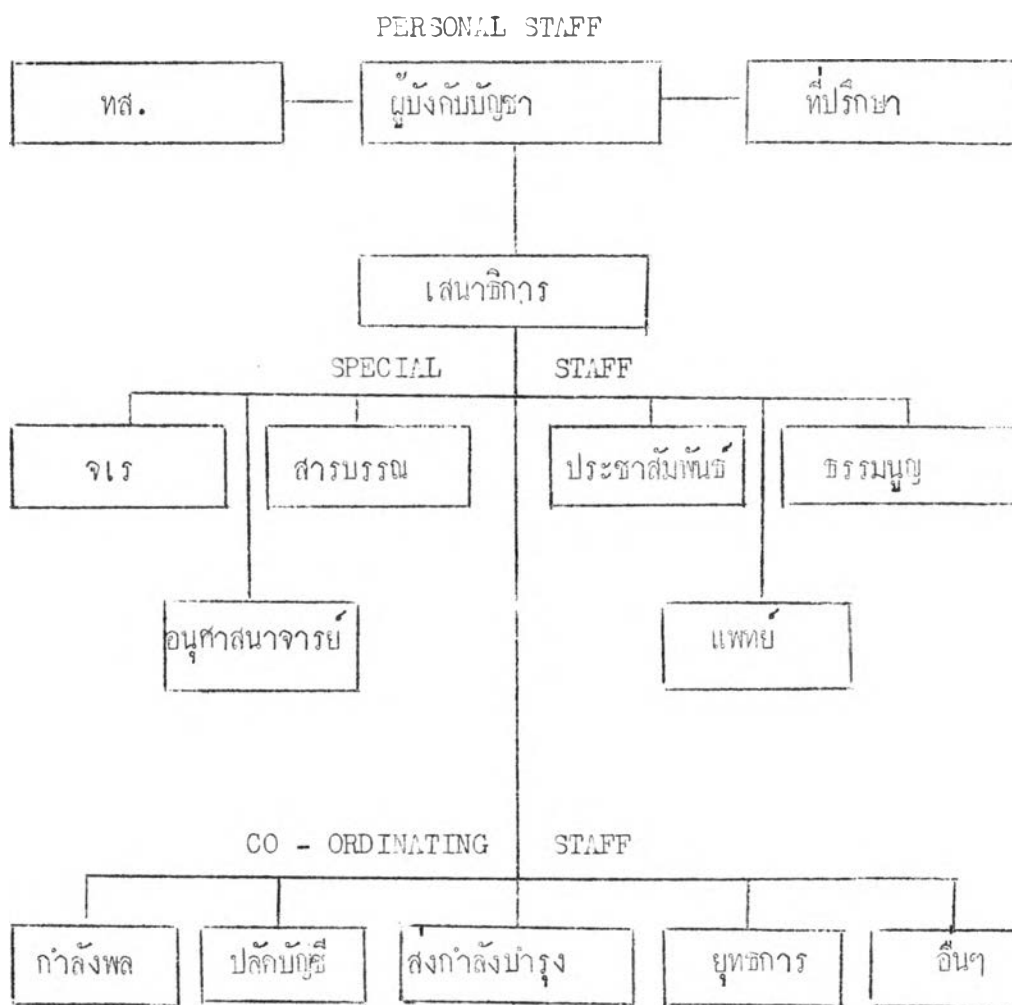 PERSONAL STAFF
ทส.
ผู้บังคับบัญชา
ที่ปรึกษา
เสนาธิการ
SPECIAL STAFF
จเร
สารบรรณ
ประชาสัมพันธ์
ธรรมนูญ
อนุศาสนาจารย์
แพทย์
CO - ORDINATING STAFF
กำลังพล
ปลัดบัญชี
ส่งกำลังบำรุง
ยุทธการ
อื่นๆ